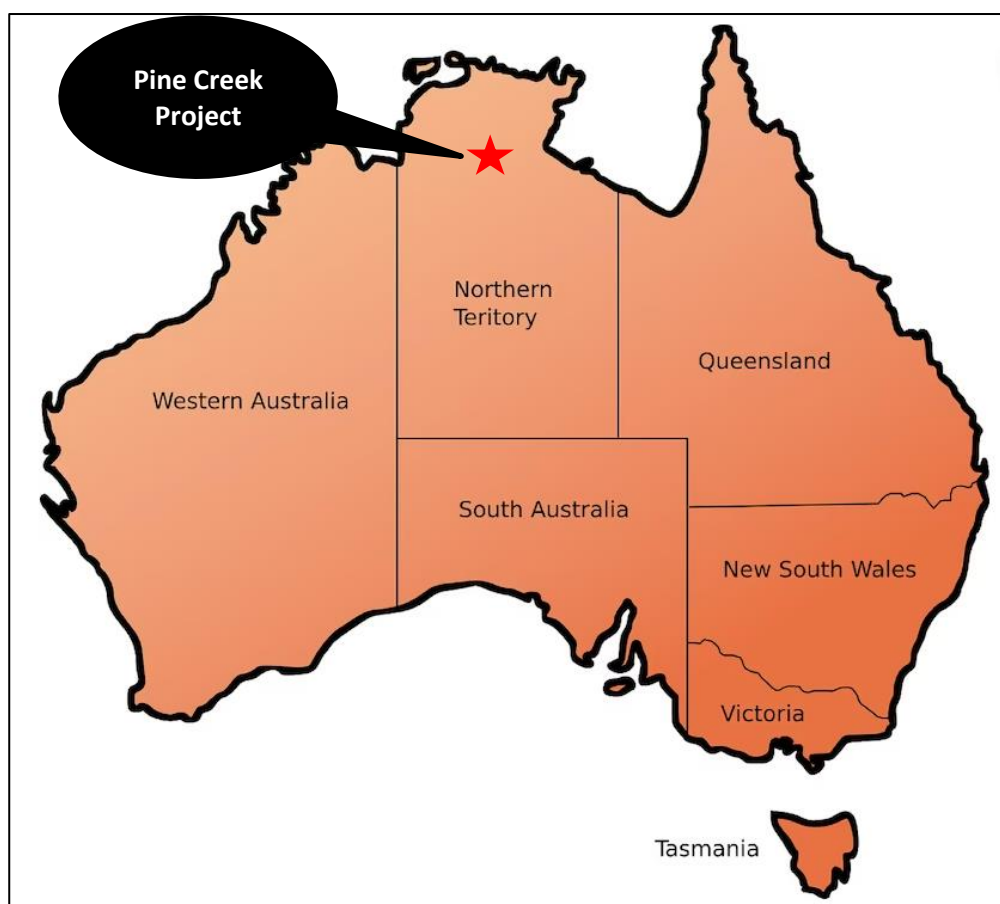 Pine Creek
Project
Northern
Teritory
Queensland
Western Australia
South Australia
New South Wales
Victoria
Tasmania